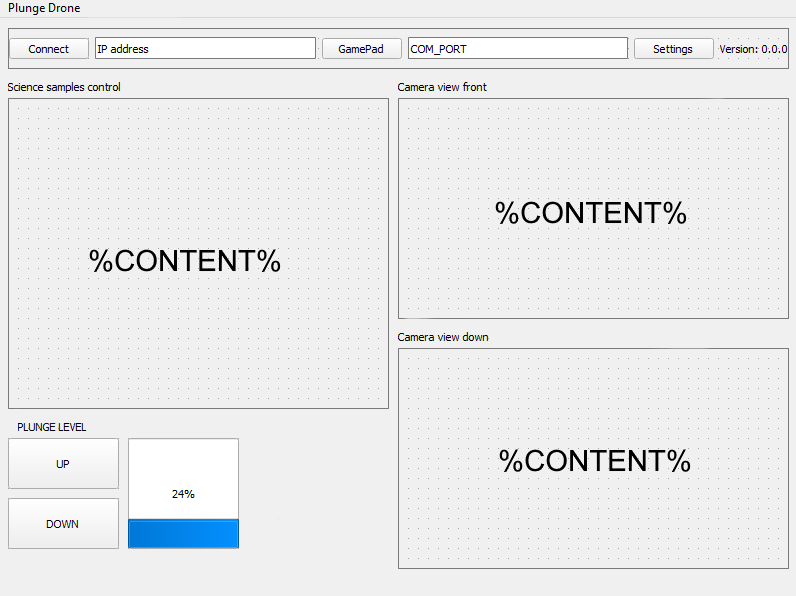 Plunge Drone
Connect
IP address
GamePad
COM_PORT
Settings
Version: 0.0.0
Science samples control
%CONTENT%
Camera view front
%CONTENT%
Camera view down
%CONTENT%
PLUNGE LEVEL
UP
24%
DOWN